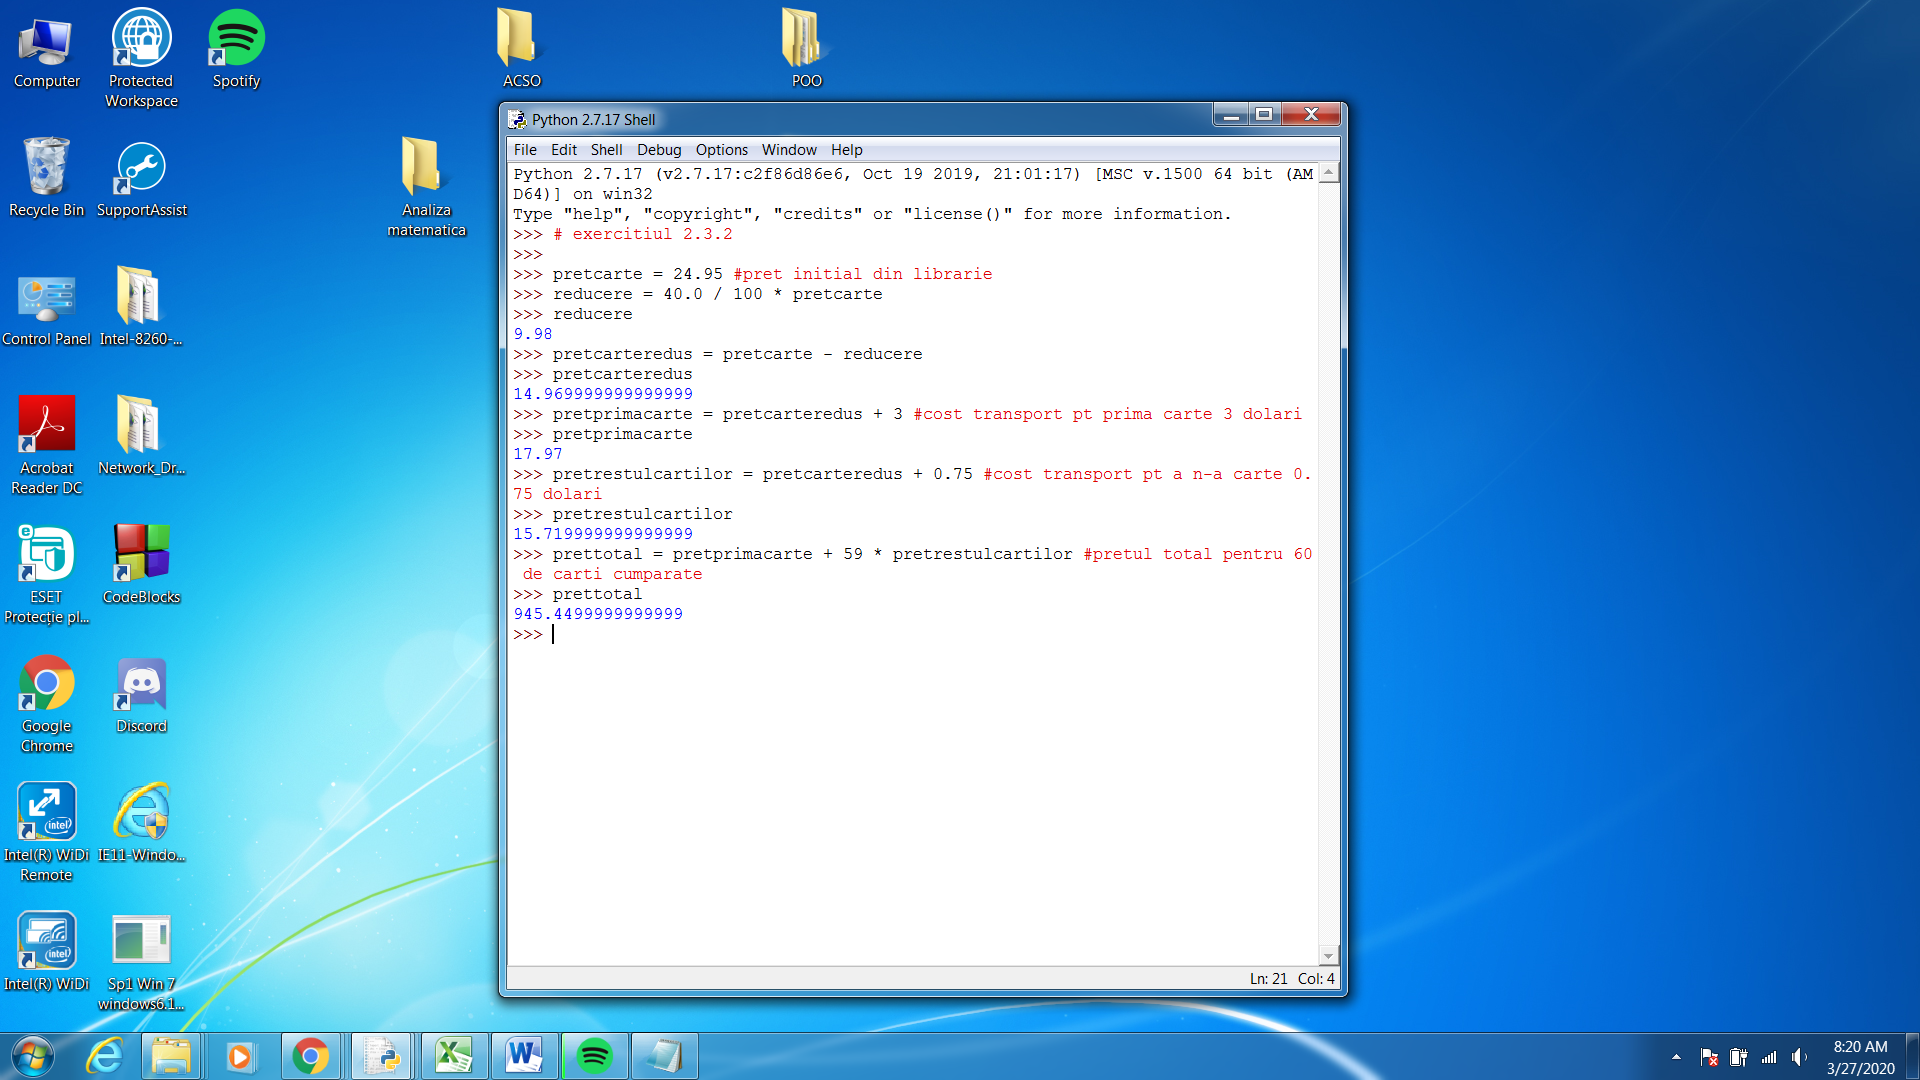 Computer
Protected
Workspace
Spotify
ACSO
POO
Recycle Bin
SupportAssist
Analiza
matematica
Control Panel
Intel-8260-...
Acrobat
Reader DC
Network_Dr...
ESET
Protecție pl...
CodeBlocks
Google
Chrome
Discord
Intel(R) WiDi
Remote
IE11-Windo...
Intel(R) WiDi
Sp1 Win 7
windows6.1...
Python 2.7.17 Shell
File Edit Shell Debug Options Window Help
Python 2.7.17 (v2.7.17:c2f86d86e6, Oct 19 2019, 21:01:17) [MSC v.1500 64 bit (AM
D64)] on win32
Type "help", "copyright", "credits" or "license()" for more information.
>>> # exercitiul 2.3.2
>>>
>>> pretcarte = 24.95 #pret initial din librarie
>>> reducere = 40.0 / 100 * pretcarte
>>> reducere
9.98
>>> pretcarteredus = pretcarte - reducere
>>> pretcarteredus
14.969999999999999
>>> pretprimacarte = pretcarteredus + 3 #cost transport pt prima carte 3 dolari
>>> pretprimacarte
17.97
>>> pretrestulcartilor = pretcarteredus + 0.75 #cost transport pt a n-a carte 0.
75 dolari
>>> pretrestulcartilor
15.719999999999999
>>> prettotal = pretprimacarte + 59 * pretrestulcartilor #pretul total pentru 60
de carti cumparate
>>> prettotal
945.4499999999999
>>>
Ln: 21 Col: 4
8:20 AM
3/27/2020